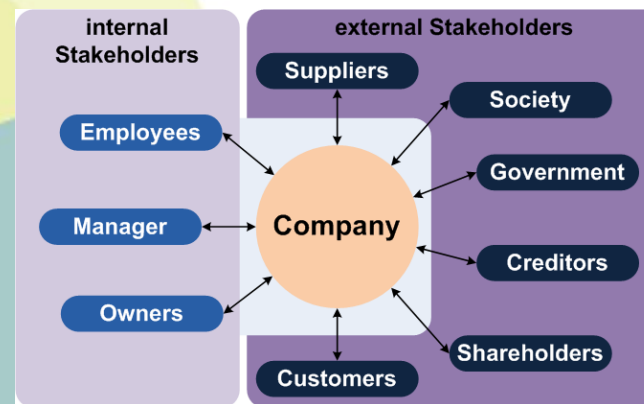 internal
Stakeholders
external Stakeholders
Suppliers
Society
Employees
Government
Manager
Company
Creditors
Owners
Shareholders
Customers